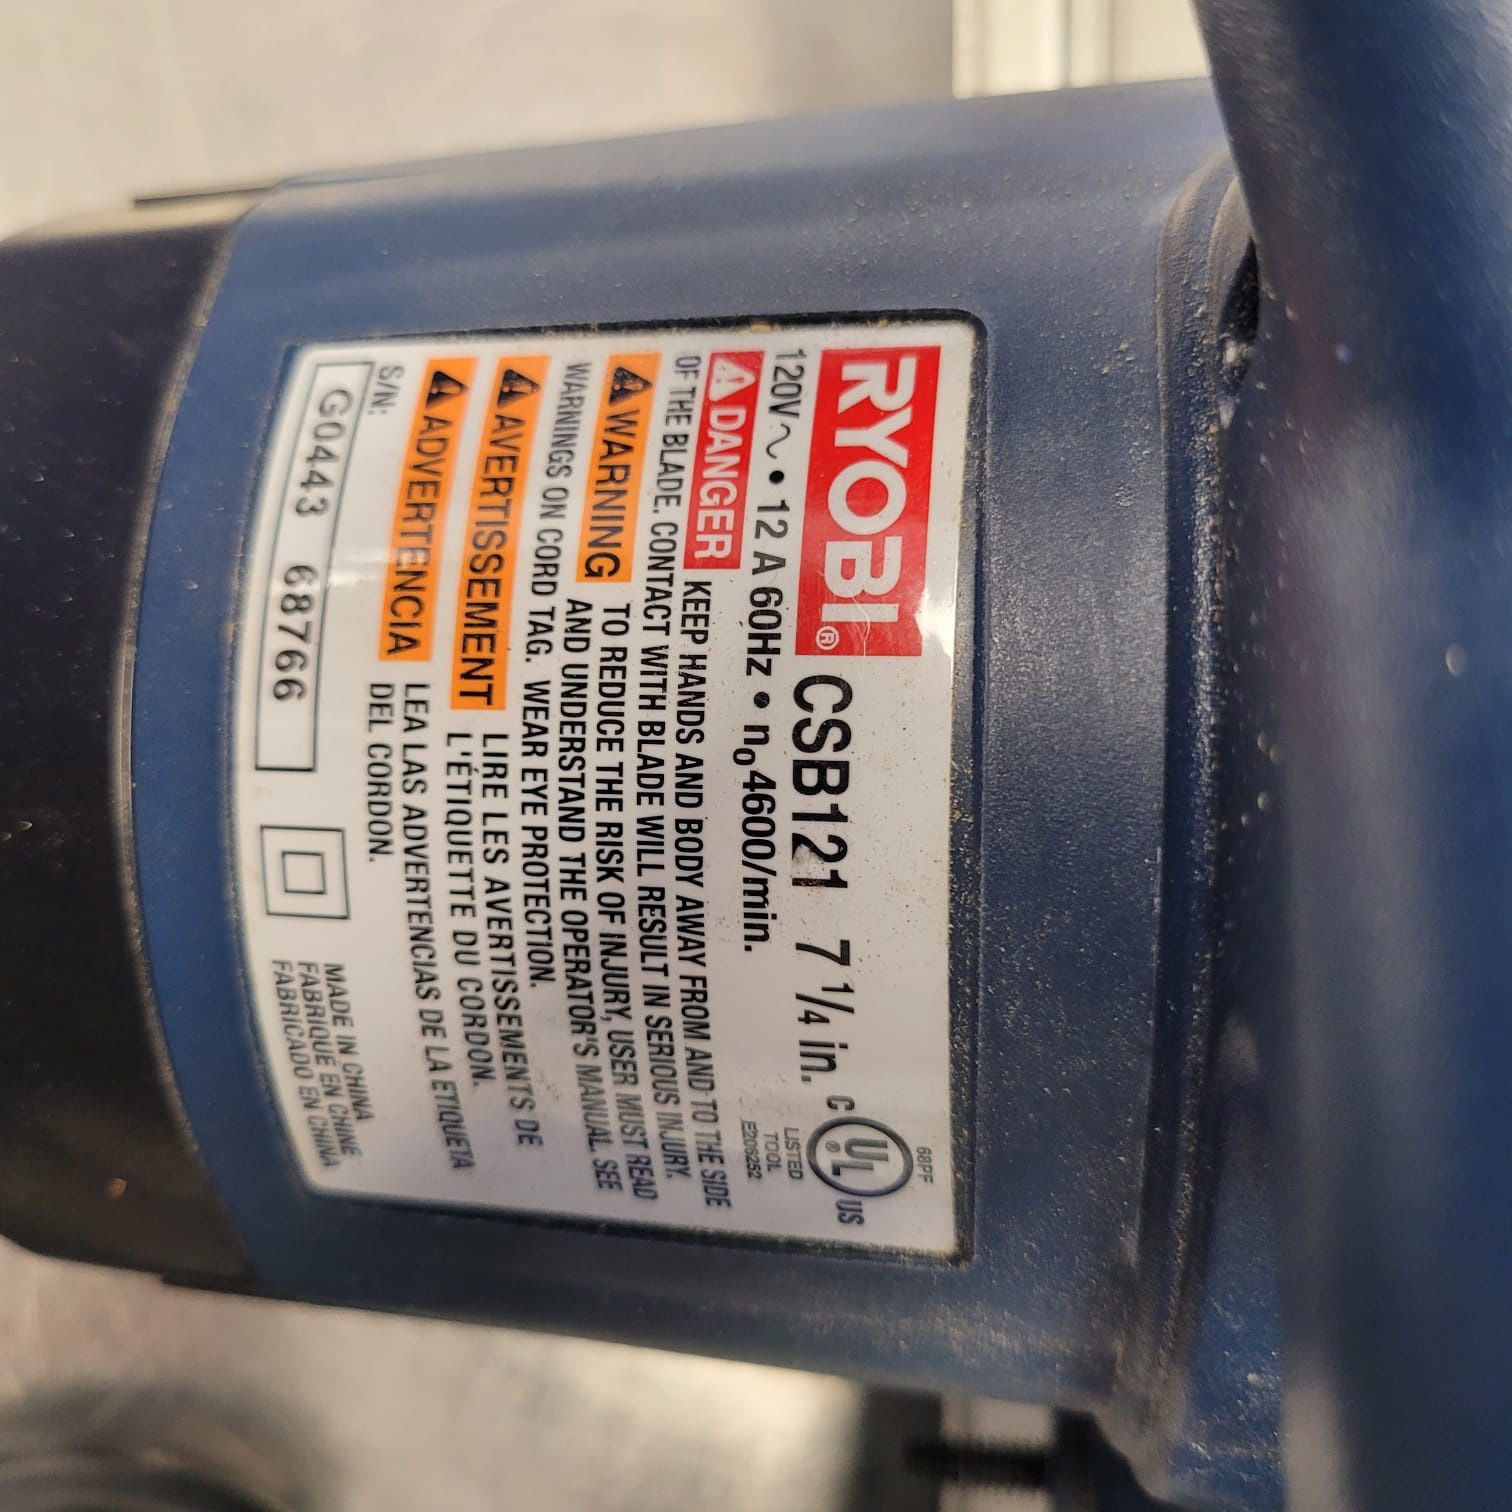 RYOBI® CSB121 7 1/4 in.
120V~ • 12 A 60Hz • n₀ 4600/min.
68PF
C UL® US
LISTED
TOOL
E206252
DANGER KEEP HANDS AND BODY AWAY FROM AND TO THE SIDE
OF THE BLADE. CONTACT WITH BLADE WILL RESULT IN SERIOUS INJURY.
WARNING TO REDUCE THE RISK OF INJURY, USER MUST READ
AND UNDERSTAND THE OPERATOR'S MANUAL. SEE
WARNINGS ON CORD TAG. WEAR EYE PROTECTION.
AVERTISSEMENT LIRE LES AVERTISSEMENTS DE
L'ÉTIQUETTE DU CORDON.
ADVERTENCIA LEA LAS ADVERTENCIAS DE LA ETIQUETA
DEL CORDON.
S/N:
G0443 68766
MADE IN CHINA
FABRIQUÉ EN CHINE
FABRICADO EN CHINA